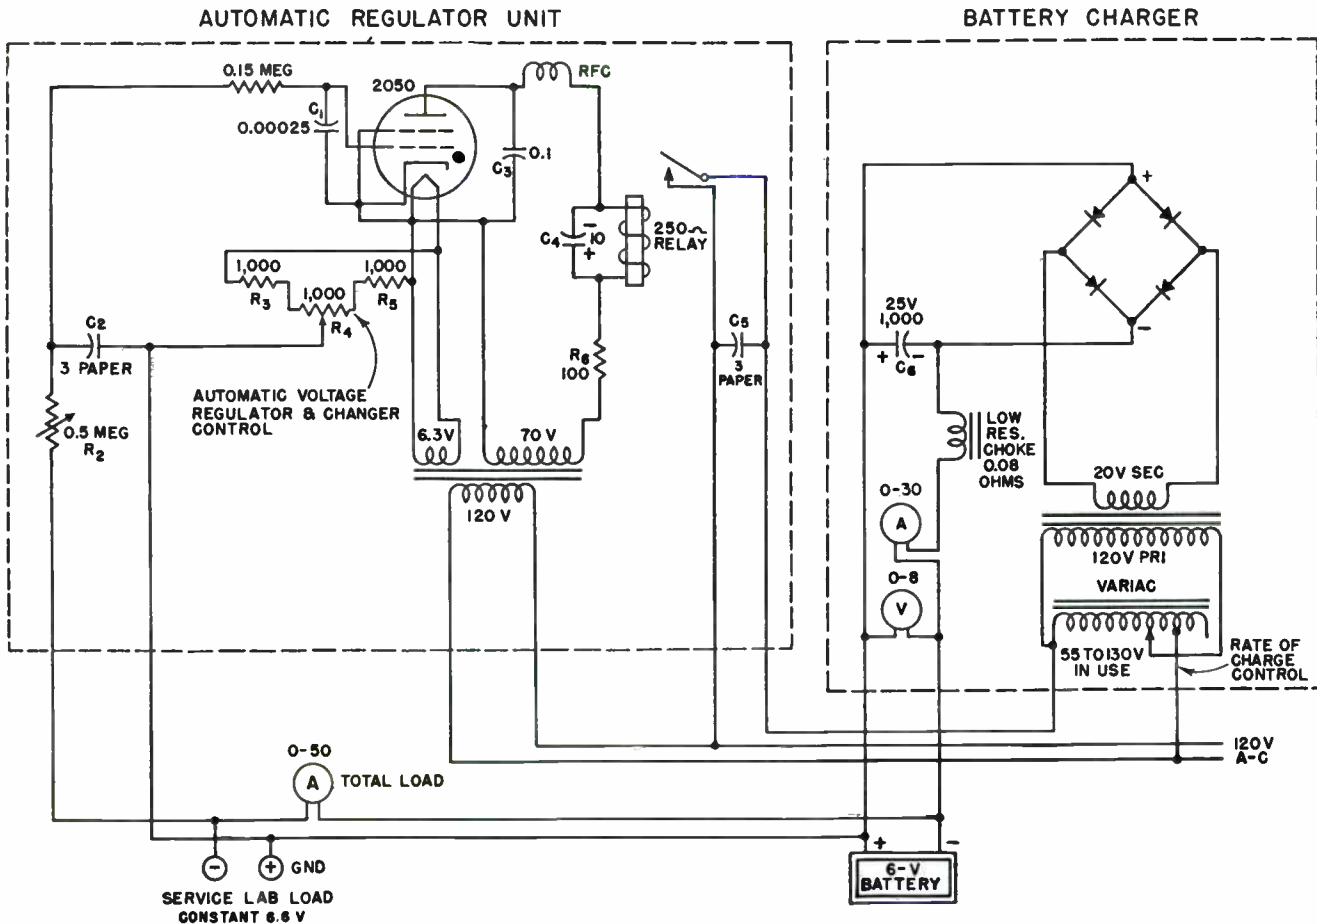 AUTOMATIC REGULATOR UNIT
BATTERY CHARGER
0.15 MEG
2050
RFC
C1
0.00025
0.1
C3
+
C4
-
10
+
250 Ω
RELAY
1,000
R3
1,000
R4
1,000
R5
C2
3 PAPER
AUTOMATIC VOLTAGE
REGULATOR & CHANGER
CONTROL
R6
100
C5
3
PAPER
25V
1,000
+ -
C6
-
0.5 MEG
R2
6.3V
70 V
120 V
LOW
RES.
CHOKE
0.08
OHMS
0-30
A
0-8
V
20V SEC
120V PRI
VARIAC
55 TO 130V
IN USE
RATE OF
CHARGE
CONTROL
120V
A-C
0-50
A
TOTAL LOAD
- + GND
SERVICE LAB LOAD
CONSTANT 6.6 V
+ -
6-V
BATTERY